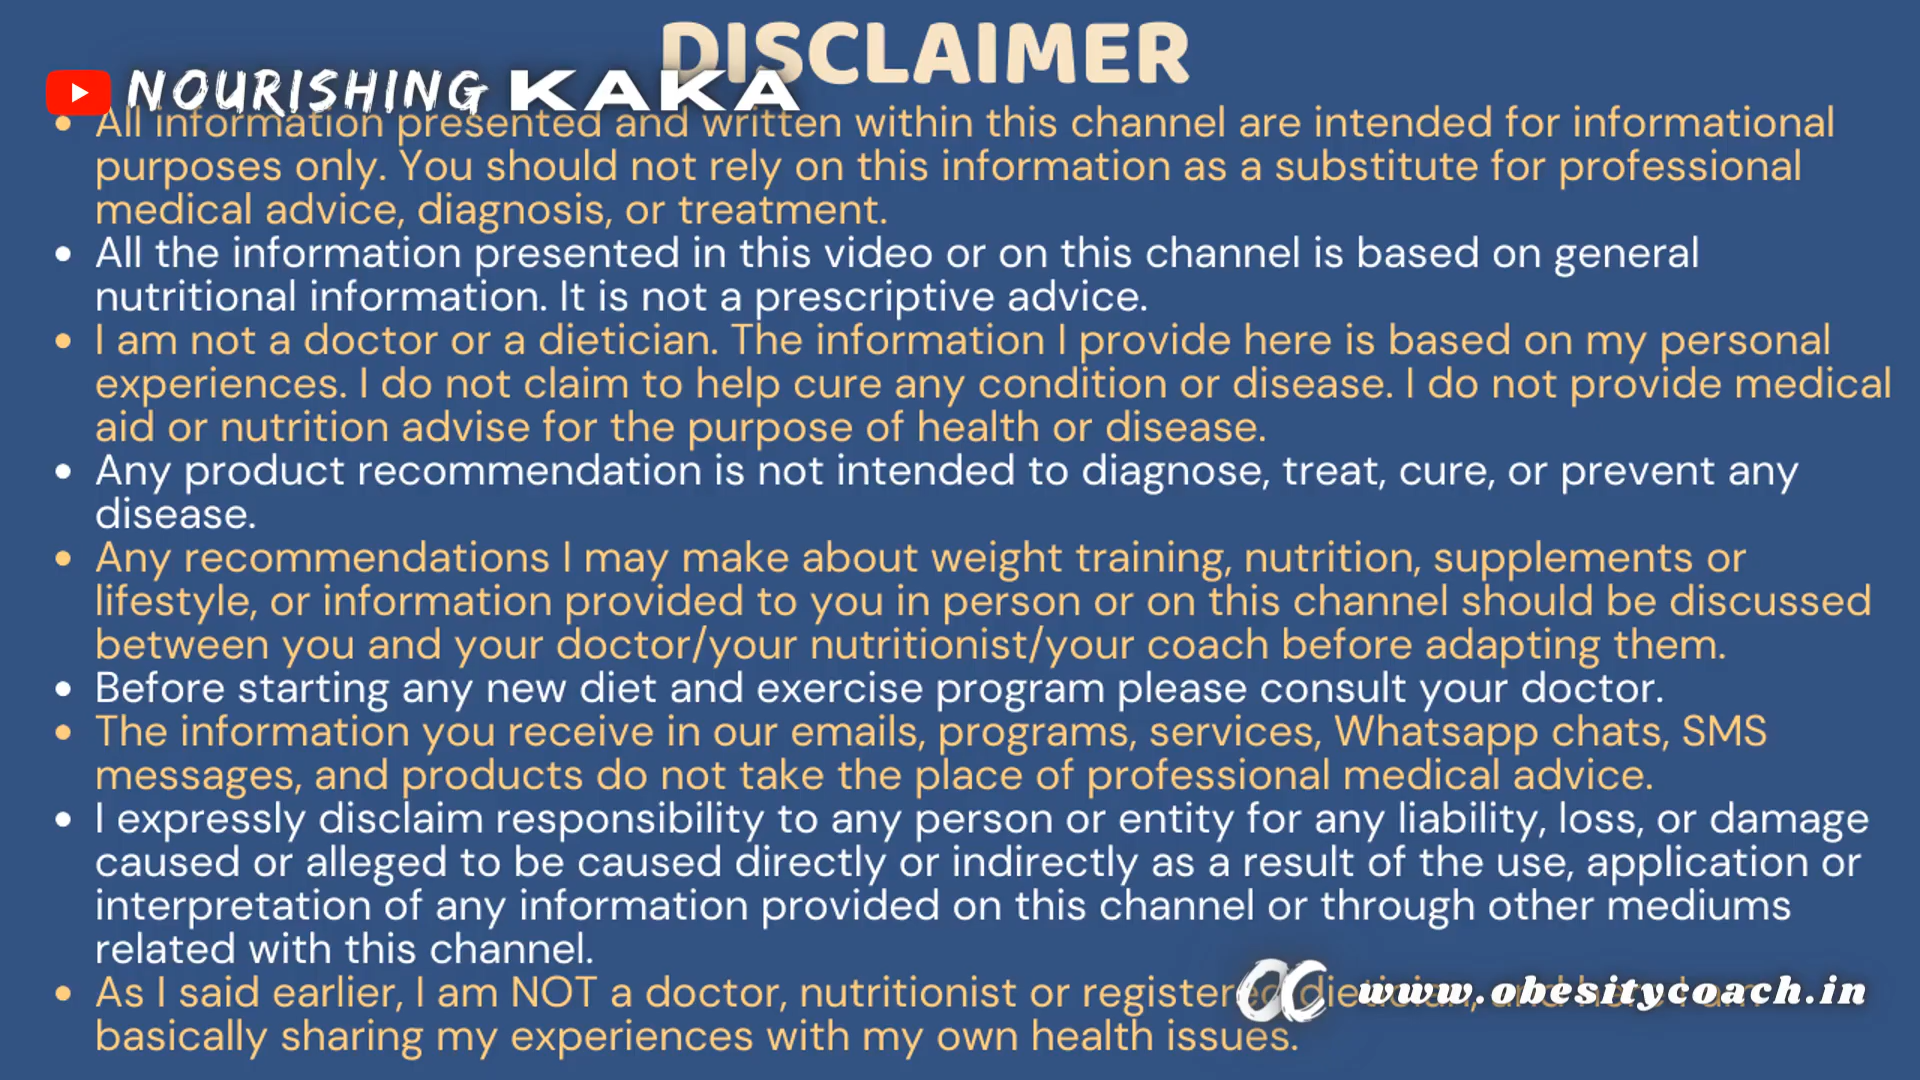 DISCLAIMER
NOURISHING KAKA
• All information presented and written within this channel are intended for informational
purposes only. You should not rely on this information as a substitute for professional
medical advice, diagnosis, or treatment.
• All the information presented in this video or on this channel is based on general
nutritional information. It is not a prescriptive advice.
• I am not a doctor or a dietician. The information I provide here is based on my personal
experiences. I do not claim to help cure any condition or disease. I do not provide medical
aid or nutrition advise for the purpose of health or disease.
• Any product recommendation is not intended to diagnose, treat, cure, or prevent any
disease.
• Any recommendations I may make about weight training, nutrition, supplements or
lifestyle, or information provided to you in person or on this channel should be discussed
between you and your doctor/your nutritionist/your coach before adapting them.
• Before starting any new diet and exercise program please consult your doctor.
• The information you receive in our emails, programs, services, Whatsapp chats, SMS
messages, and products do not take the place of professional medical advice.
• I expressly disclaim responsibility to any person or entity for any liability, loss, or damage
caused or alleged to be caused directly or indirectly as a result of the use, application or
interpretation of any information provided on this channel or through other mediums
related with this channel.
• As I said earlier, I am NOT a doctor, nutritionist or registered
OC www.obesitycoach.in
basically sharing my experiences with my own health issues.